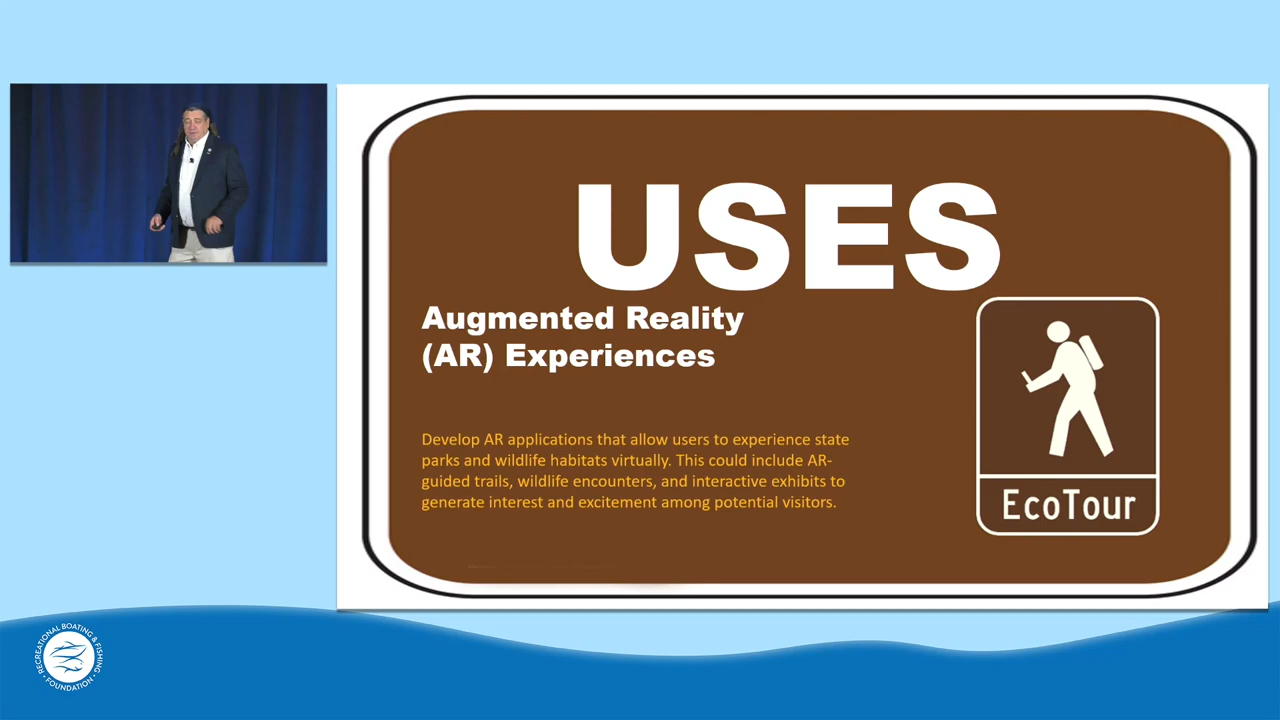 USES
Augmented Reality
(AR) Experiences
Develop AR applications that allow users to experience state
parks and wildlife habitats virtually. This could include AR-
guided trails, wildlife encounters, and interactive exhibits to
generate interest and excitement among potential visitors.
EcoTour
RECREATIONAL BOATING & FISHING
FOUNDATION